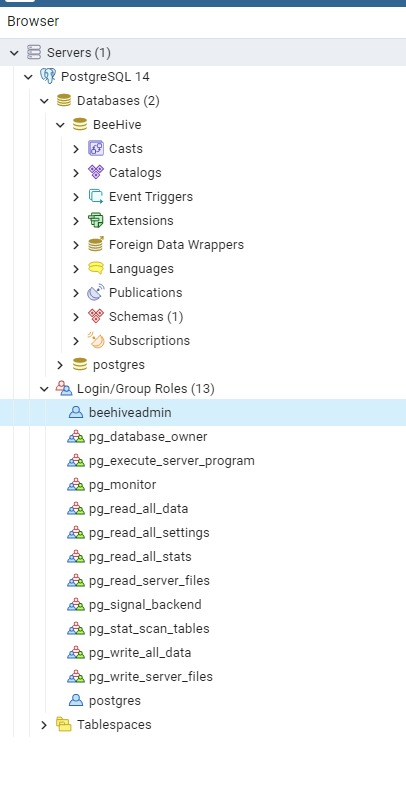 Browser
Servers (1)
PostgreSQL 14
Databases (2)
BeeHive
Casts
Catalogs
Event Triggers
Extensions
Foreign Data Wrappers
Languages
Publications
Schemas (1)
Subscriptions
postgres
Login/Group Roles (13)
beehiveadmin
pg_database_owner
pg_execute_server_program
pg_monitor
pg_read_all_data
pg_read_all_settings
pg_read_all_stats
pg_read_server_files
pg_signal_backend
pg_stat_scan_tables
pg_write_all_data
pg_write_server_files
postgres
Tablespaces